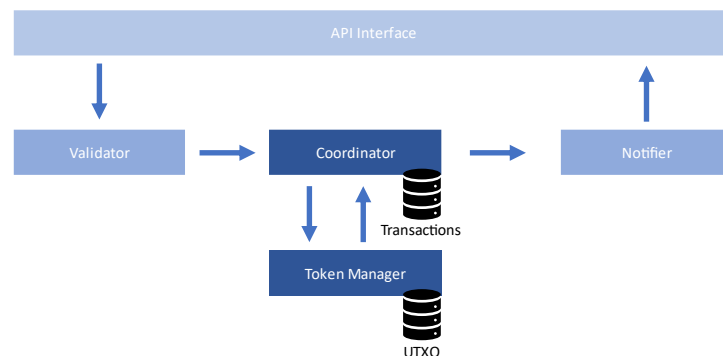 API Interface
Validator
Coordinator
Notifier
Transactions
Token Manager
UTXO